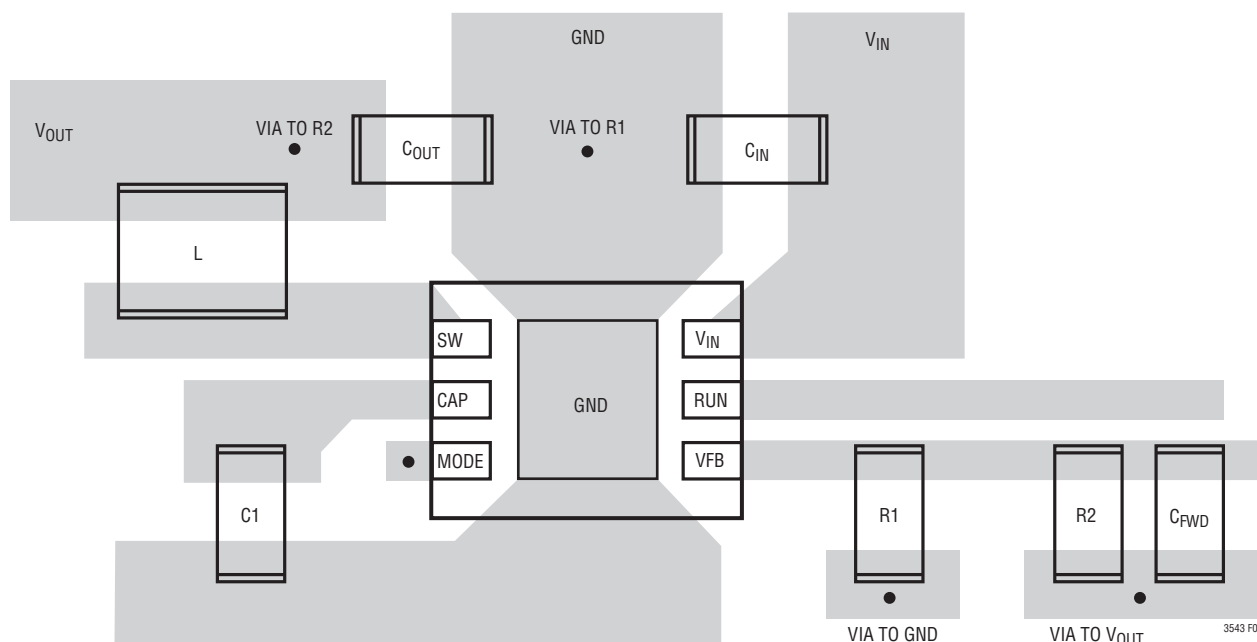 GND
VIN
VOUT
VIA TO R2
VIA TO R1
COUT
CIN
L
SW
VIN
CAP
GND
RUN
MODE
VFB
C1
R1
R2
CFWD
VIA TO GND
VIA TO VOUT
3543 F0